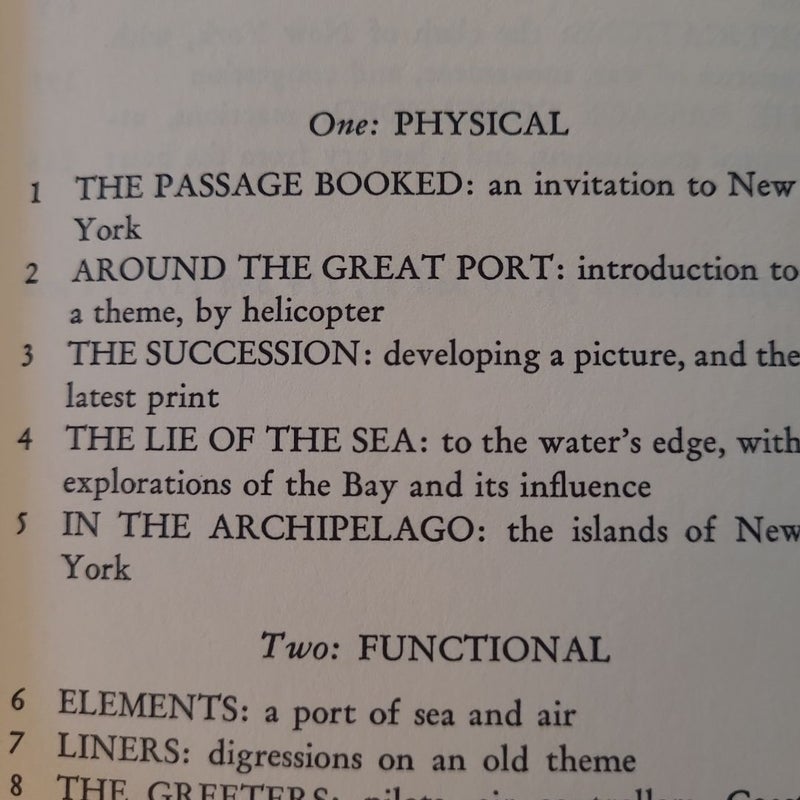 One: PHYSICAL
1 THE PASSAGE BOOKED: an invitation to New
York
2 AROUND THE GREAT PORT: introduction to
a theme, by helicopter
3 THE SUCCESSION: developing a picture, and the
latest print
4 THE LIE OF THE SEA: to the water's edge, with
explorations of the Bay and its influence
5 IN THE ARCHIPELAGO: the islands of New
York
Two: FUNCTIONAL
6 ELEMENTS: a port of sea and air
7 LINERS: digressions on an old theme
8 THE GREETERS: pilots, air